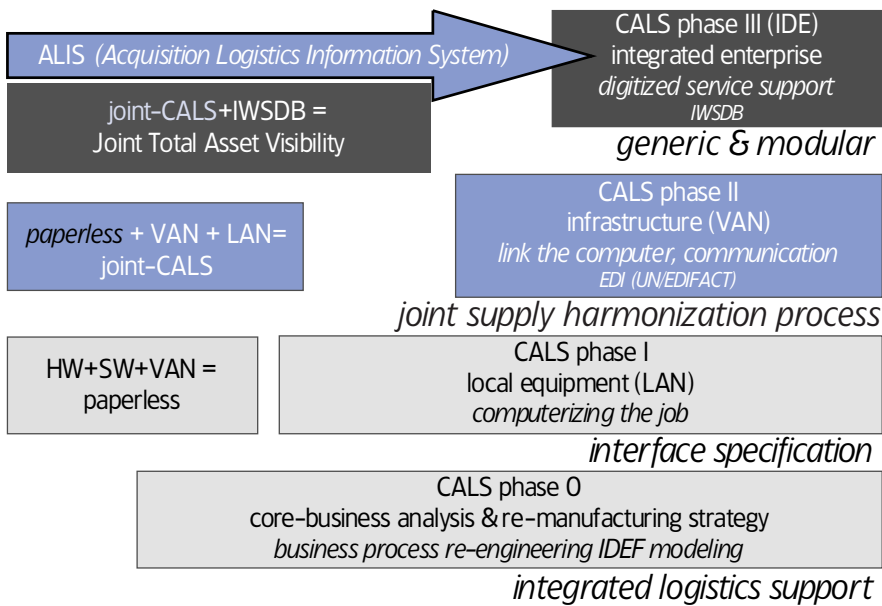 ALIS (Acquisition Logistics Information System)
CALS phase III (IDE)
integrated enterprise
digitized service support
IWSDB
joint-CALS+IWSDB =
Joint Total Asset Visibility
generic & modular
CALS phase II
infrastructure (VAN)
link the computer, communication
EDI (UN/EDIFACT)
paperless + VAN + LAN=
joint-CALS
joint supply harmonization process
HW+SW+VAN =
paperless
CALS phase I
local equipment (LAN)
computerizing the job
interface specification
CALS phase 0
core-business analysis & re-manufacturing strategy
business process re-engineering IDEF modeling
integrated logistics support